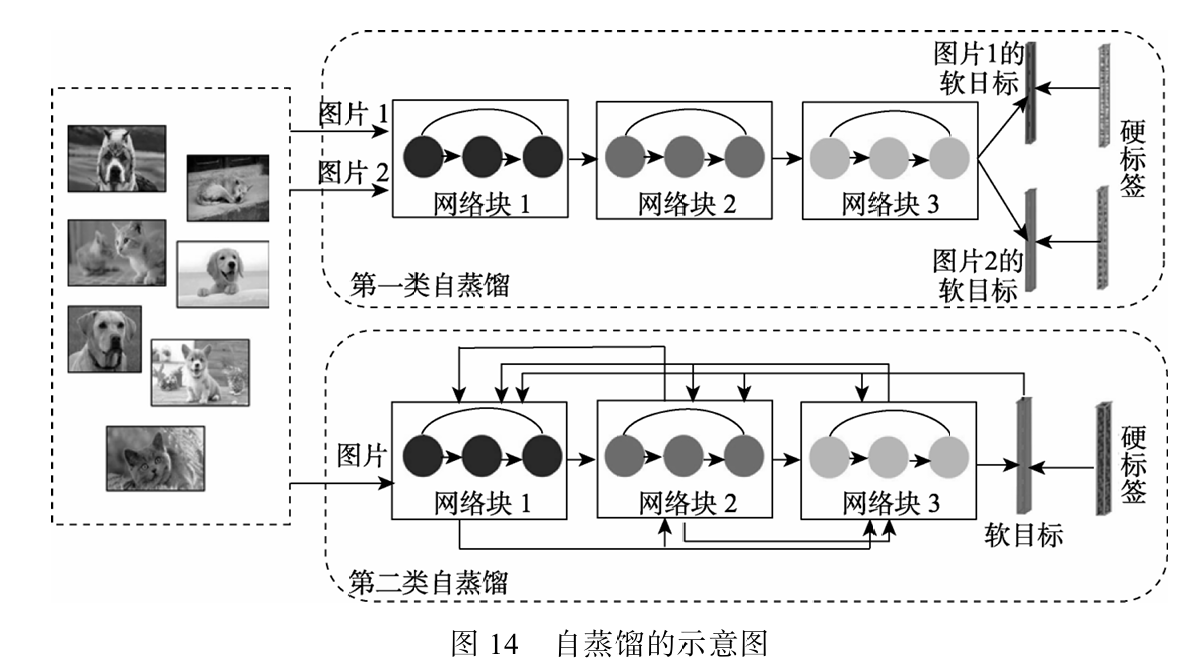 图片1的
软目标
图片 1
图片 2
网络块 1
网络块 2
网络块 3
硬标签
图片2的
软目标
第一类自蒸馏
图片
网络块 1
网络块 2
网络块 3
硬标签
软目标
第二类自蒸馏
图 14 自蒸馏的示意图